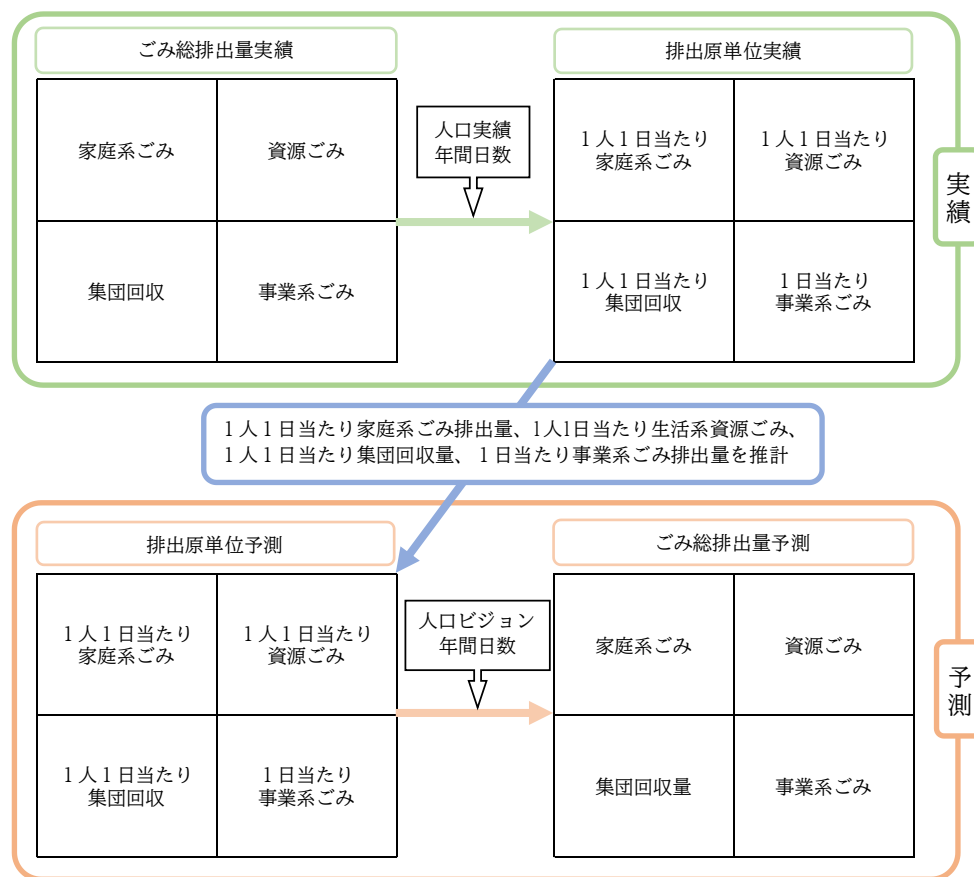 ごみ総排出量実績
排出原単位実績
家庭系ごみ
資源ごみ
集団回収
事業系ごみ
人口実績
年間日数
１人１日当たり
家庭系ごみ
１人１日当たり
資源ごみ
１人１日当たり
集団回収
１日当たり
事業系ごみ
実績
１人１日当たり家庭系ごみ排出量、1人1日当たり生活系資源ごみ、
１人１日当たり集団回収量、１日当たり事業系ごみ排出量を推計
排出原単位予測
ごみ総排出量予測
１人１日当たり
家庭系ごみ
１人１日当たり
資源ごみ
１人１日当たり
集団回収
１日当たり
事業系ごみ
人口ビジョン
年間日数
家庭系ごみ
資源ごみ
集団回収量
事業系ごみ
予測